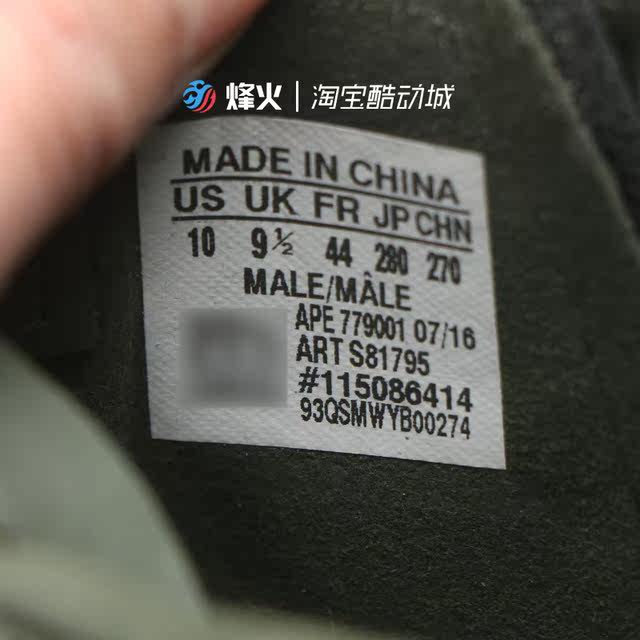 烽火 | 淘宝酷动城
MADE IN CHINA
US UK FR JP CHN
10 9½ 44 280 270
MALE/MÂLE
APE 779001 07/16
ART S81795
#115086414
93QSMWYB00274